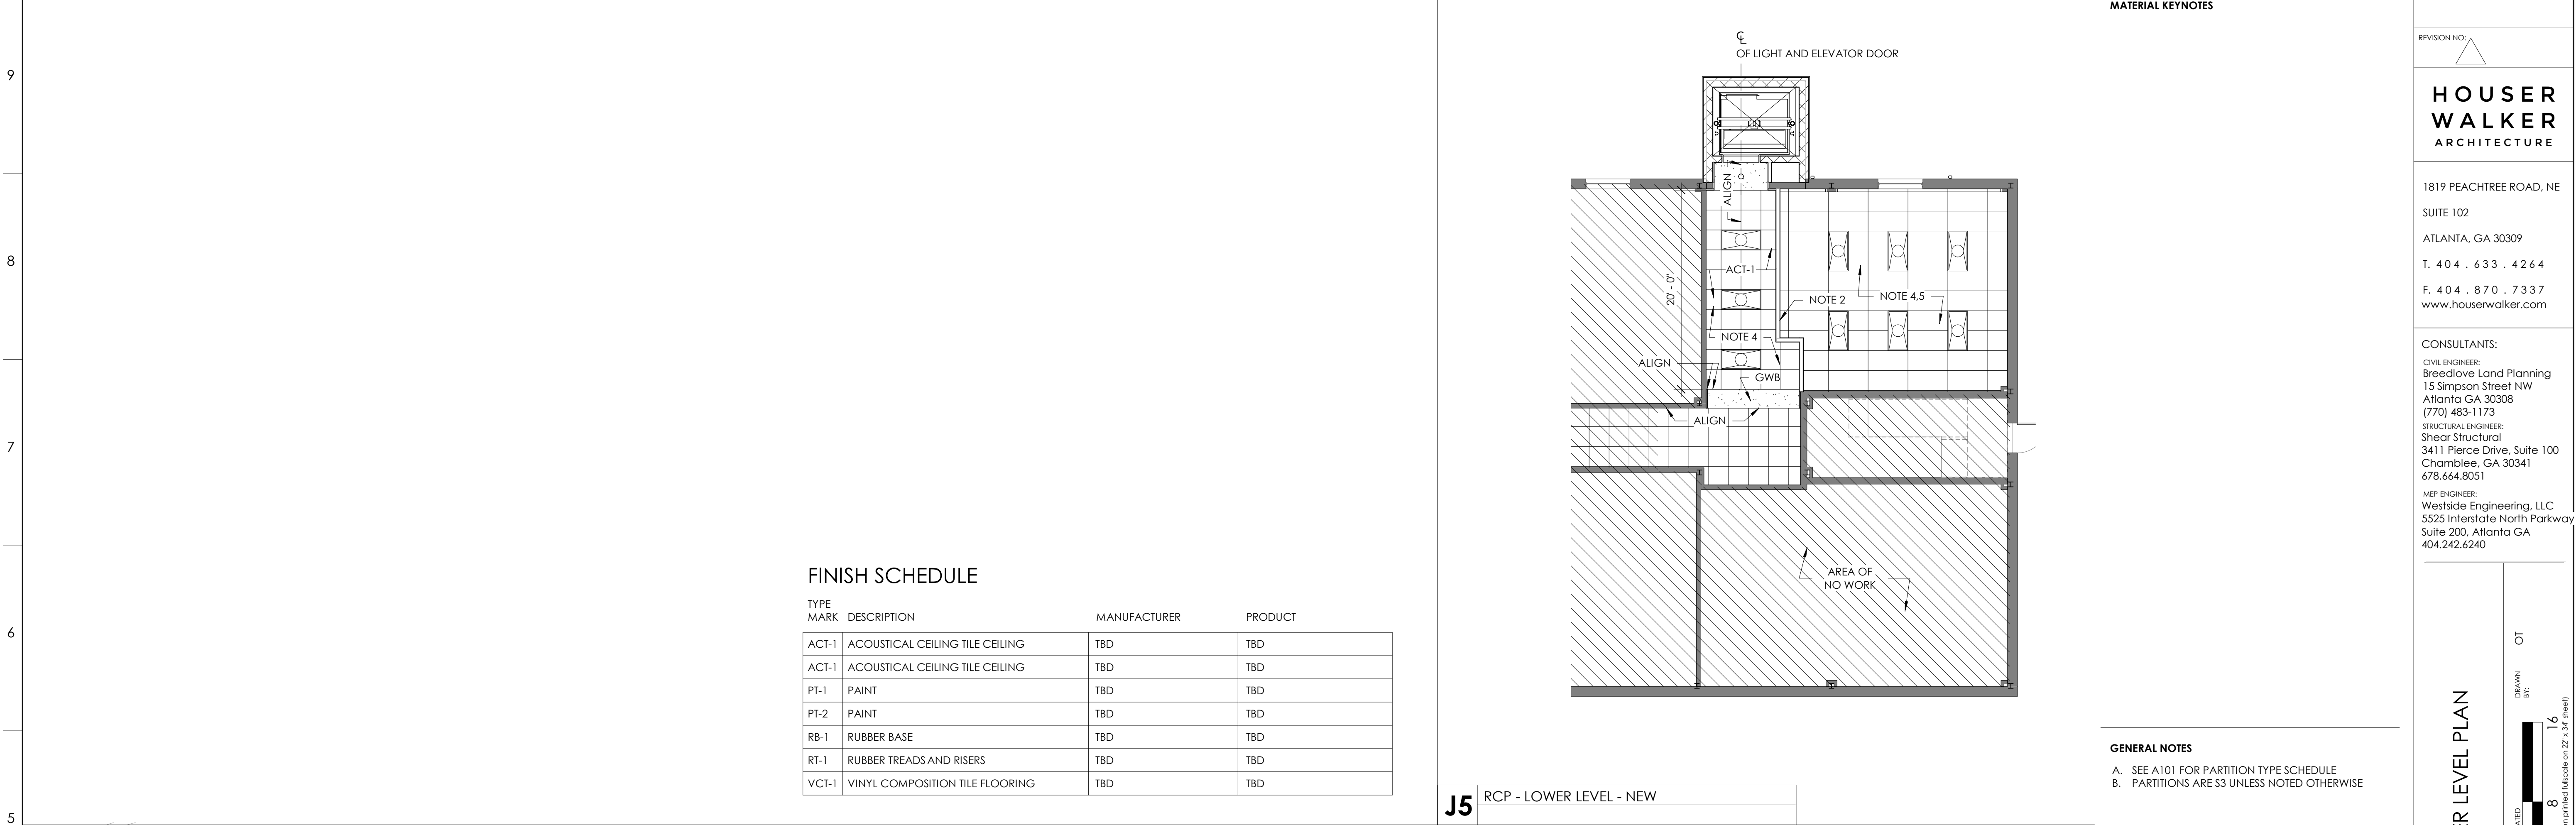 9
8
7
6
5
FINISH SCHEDULE
TYPE MARK DESCRIPTION MANUFACTURER PRODUCT
ACT-1 ACOUSTICAL CEILING TILE CEILING TBD TBD
ACT-1 ACOUSTICAL CEILING TILE CEILING TBD TBD
PT-1 PAINT TBD TBD
PT-2 PAINT TBD TBD
RB-1 RUBBER BASE TBD TBD
RT-1 RUBBER TREADS AND RISERS TBD TBD
VCT-1 VINYL COMPOSITION TILE FLOORING TBD TBD
℄
OF LIGHT AND ELEVATOR DOOR
ALIGN
ACT-1
20' - 0"
NOTE 2
NOTE 4,5
NOTE 4
ALIGN
GWB
ALIGN
AREA OF
NO WORK
J5 RCP - LOWER LEVEL - NEW
MATERIAL KEYNOTES
GENERAL NOTES
A. SEE A101 FOR PARTITION TYPE SCHEDULE
B. PARTITIONS ARE S3 UNLESS NOTED OTHERWISE
REVISION NO:
HOUSER
WALKER
ARCHITECTURE
1819 PEACHTREE ROAD, NE
SUITE 102
ATLANTA, GA 30309
T. 404 . 633 . 4264
F. 404 . 870 . 7337
www.houserwalker.com
CONSULTANTS:
CIVIL ENGINEER:
Breedlove Land Planning
15 Simpson Street NW
Atlanta GA 30308
(770) 483-1173
STRUCTURAL ENGINEER:
Shear Structural
3411 Pierce Drive, Suite 100
Chamblee, GA 30341
678.664.8051
MEP ENGINEER:
Westside Engineering, LLC
5525 Interstate North Parkway
Suite 200, Atlanta GA
404.242.6240
R LEVEL PLAN
DRAWN
BY:
OT
ATED
8 16
n printed fullscale on 22" x 34" sheet)